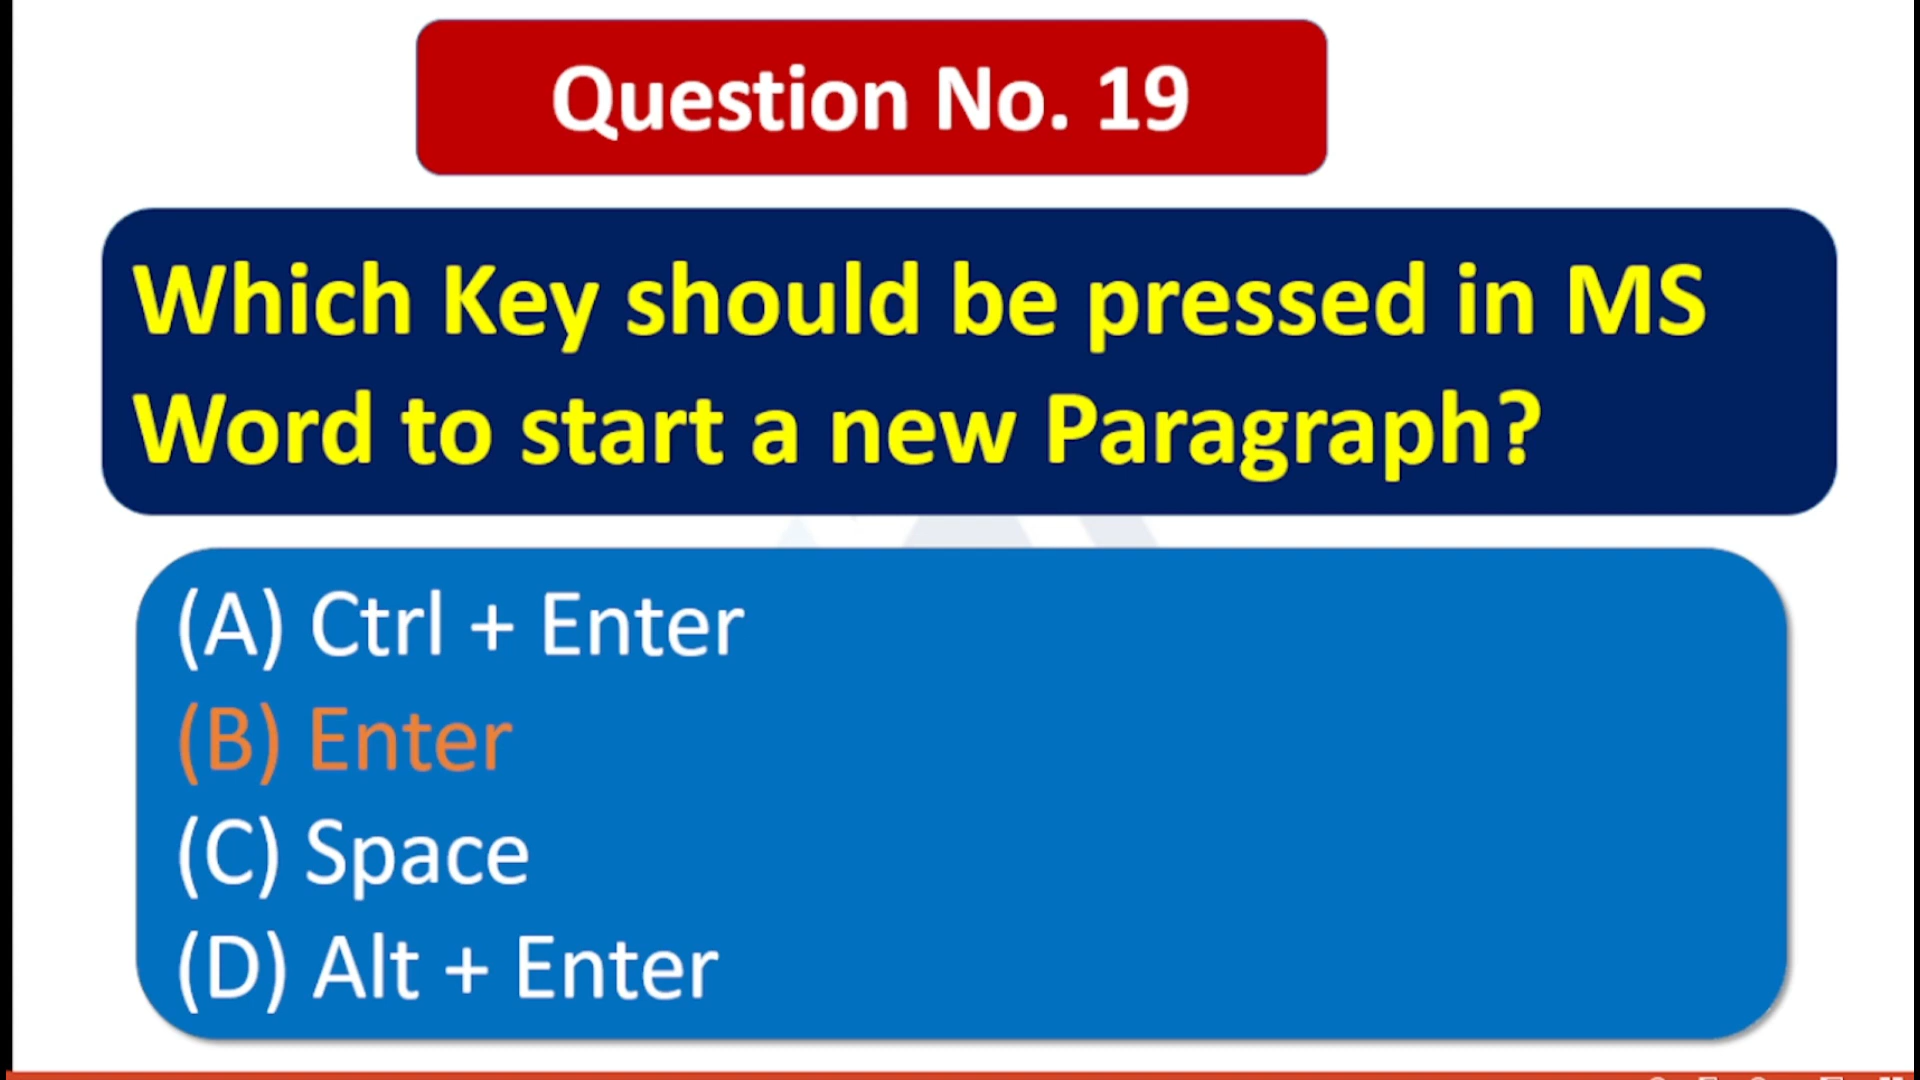 Question No. 19
Which Key should be pressed in MS
Word to start a new Paragraph?
(A) Ctrl + Enter
(B) Enter
(C) Space
(D) Alt + Enter